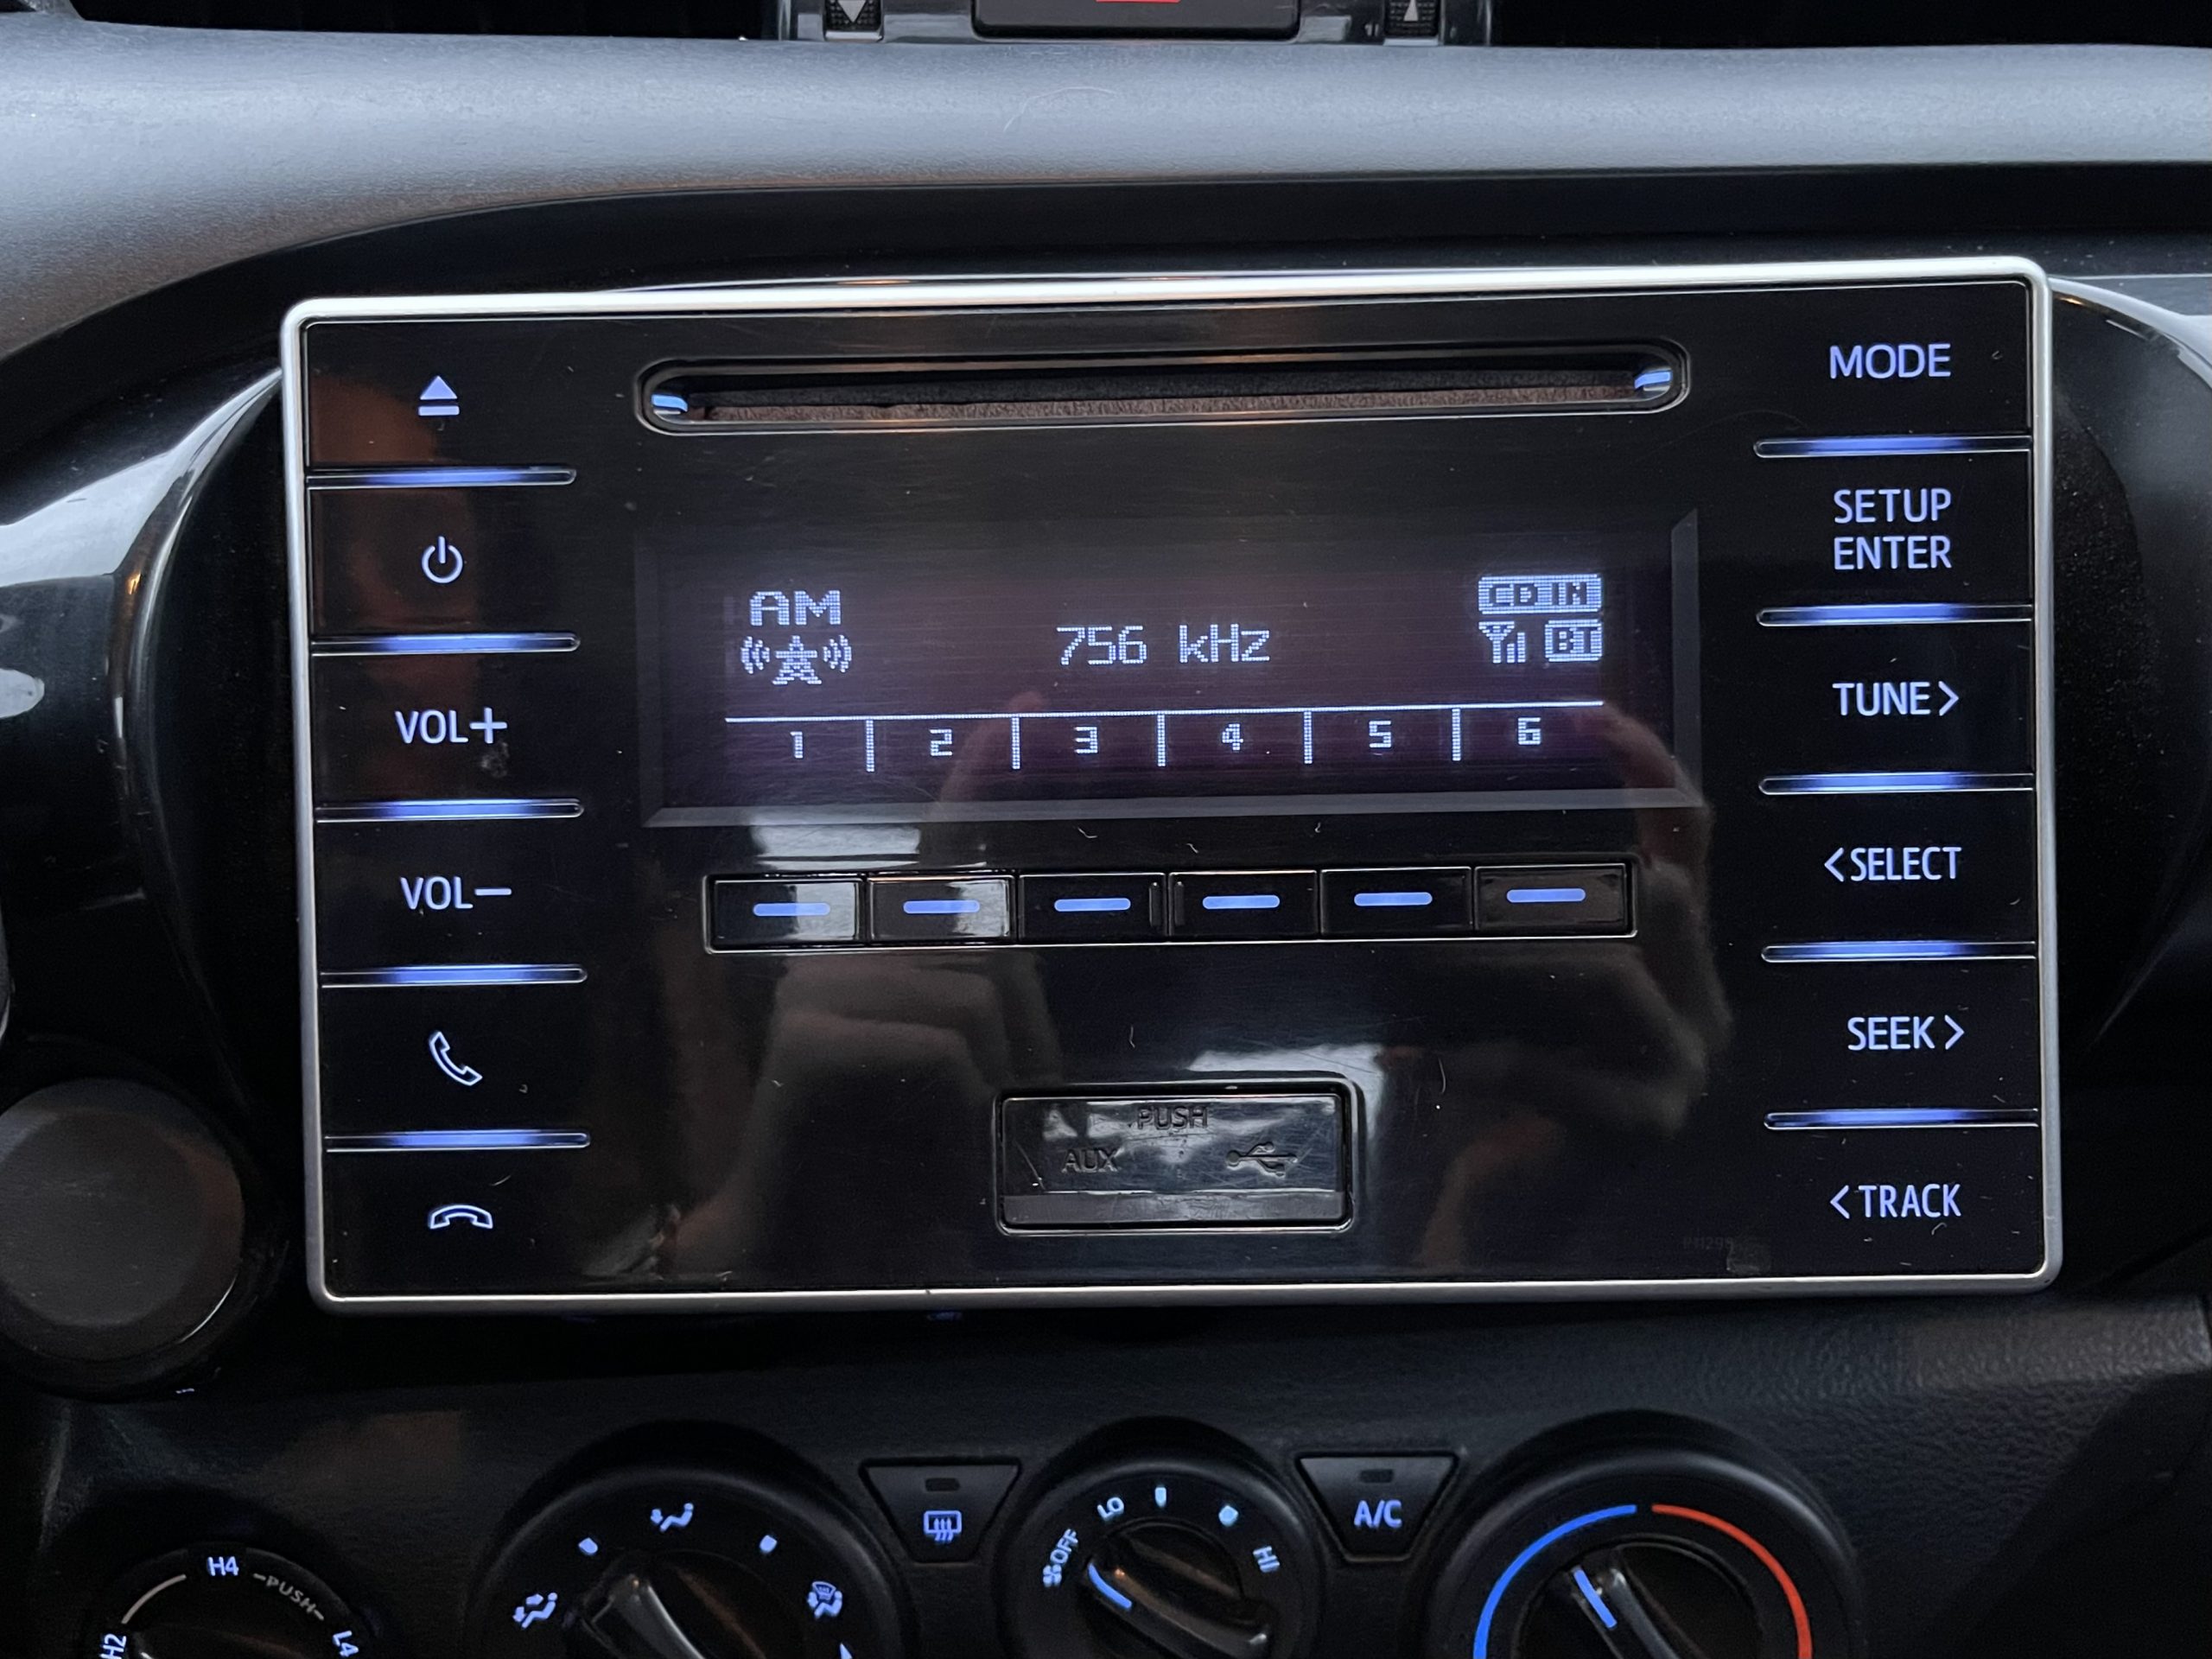 MODE
SETUP
ENTER
AM
756 kHz
CD IN
BT
VOL+
TUNE>
1 2 3 4 5 6
VOL−
<SELECT
SEEK>
PUSH
AUX
<TRACK
LO
HI
OFF
A/C
H4
-PUSH-
H2
L4